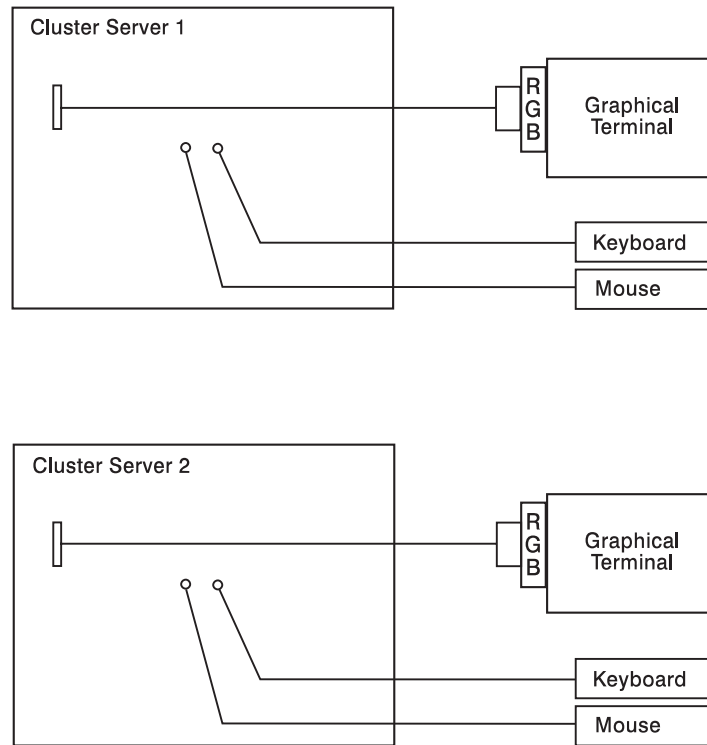 Cluster Server 1
R
G
B
Graphical
Terminal
Keyboard
Mouse
Cluster Server 2
R
G
B
Graphical
Terminal
Keyboard
Mouse